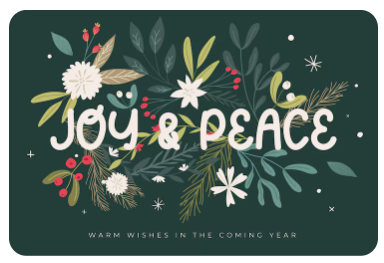 JOY & PEACE
WARM WISHES IN THE COMING YEAR